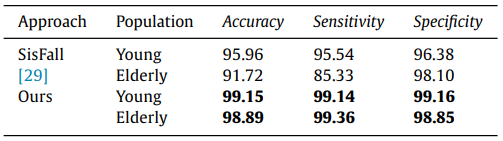 Approach Population Accuracy Sensitivity Specificity
SisFall Young 95.96 95.54 96.38
[29] Elderly 91.72 85.33 98.10
Ours Young 99.15 99.14 99.16
Elderly 98.89 99.36 98.85